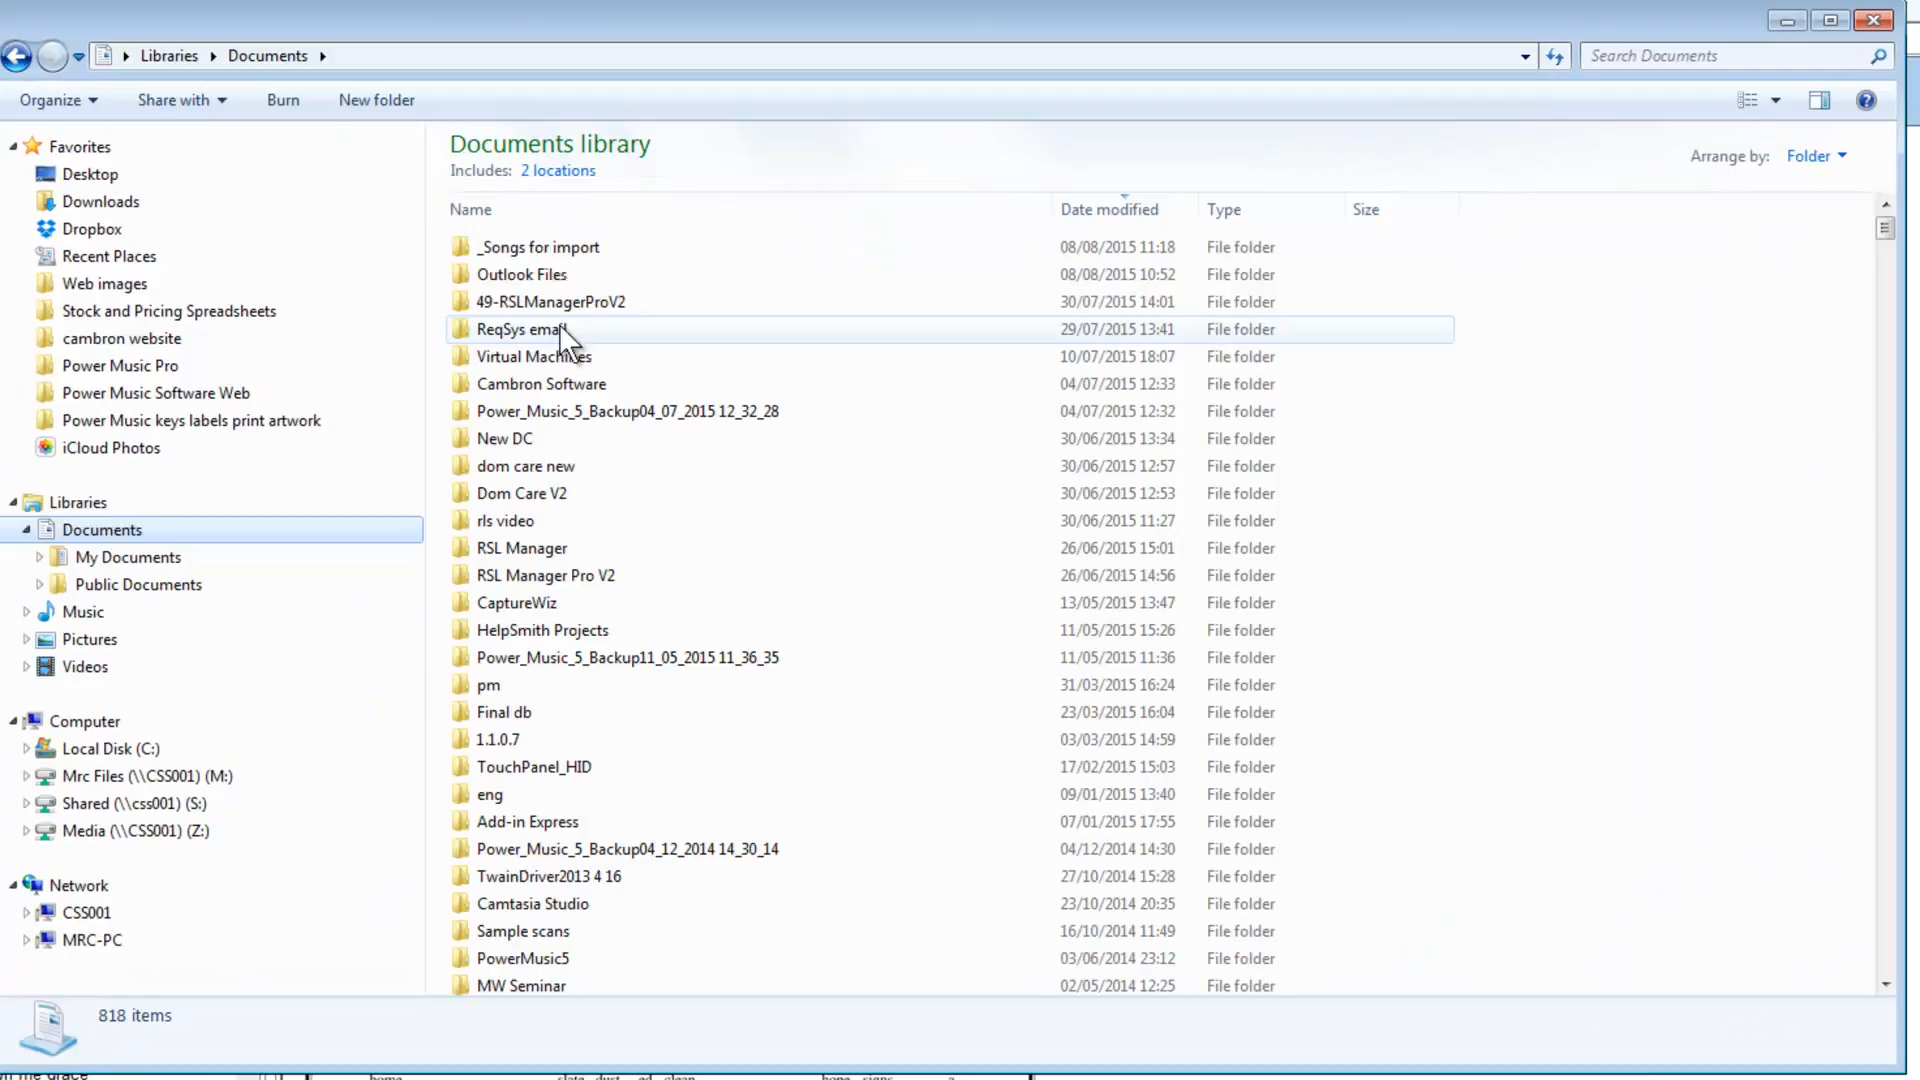 Libraries Documents
Search Documents
Organize Share with Burn New folder
Favorites
Desktop
Downloads
Dropbox
Recent Places
Web images
Stock and Pricing Spreadsheets
cambron website
Power Music Pro
Power Music Software Web
Power Music keys labels print artwork
iCloud Photos
Libraries
Documents
My Documents
Public Documents
Music
Pictures
Videos
Computer
Local Disk (C:)
Mrc Files (\\CSS001) (M:)
Shared (\\css001) (S:)
Media (\\CSS001) (Z:)
Network
CSS001
MRC-PC
Documents library
Includes: 2 locations
Arrange by: Folder
Name Date modified Type Size
_Songs for import 08/08/2015 11:18 File folder
Outlook Files 08/08/2015 10:52 File folder
49-RSLManagerProV2 30/07/2015 14:01 File folder
ReqSys email 29/07/2015 13:41 File folder
Virtual Machines 10/07/2015 18:07 File folder
Cambron Software 04/07/2015 12:33 File folder
Power_Music_5_Backup04_07_2015 12_32_28 04/07/2015 12:32 File folder
New DC 30/06/2015 13:34 File folder
dom care new 30/06/2015 12:57 File folder
Dom Care V2 30/06/2015 12:53 File folder
rls video 30/06/2015 11:27 File folder
RSL Manager 26/06/2015 15:01 File folder
RSL Manager Pro V2 26/06/2015 14:56 File folder
CaptureWiz 13/05/2015 13:47 File folder
HelpSmith Projects 11/05/2015 15:26 File folder
Power_Music_5_Backup11_05_2015 11_36_35 11/05/2015 11:36 File folder
pm 31/03/2015 16:24 File folder
Final db 23/03/2015 16:04 File folder
1.1.0.7 03/03/2015 14:59 File folder
TouchPanel_HID 17/02/2015 15:03 File folder
eng 09/01/2015 13:40 File folder
Add-in Express 07/01/2015 17:55 File folder
Power_Music_5_Backup04_12_2014 14_30_14 04/12/2014 14:30 File folder
TwainDriver2013 4 16 27/10/2014 15:28 File folder
Camtasia Studio 23/10/2014 20:35 File folder
Sample scans 16/10/2014 11:49 File folder
PowerMusic5 03/06/2014 23:12 File folder
MW Seminar 02/05/2014 12:25 File folder
818 items